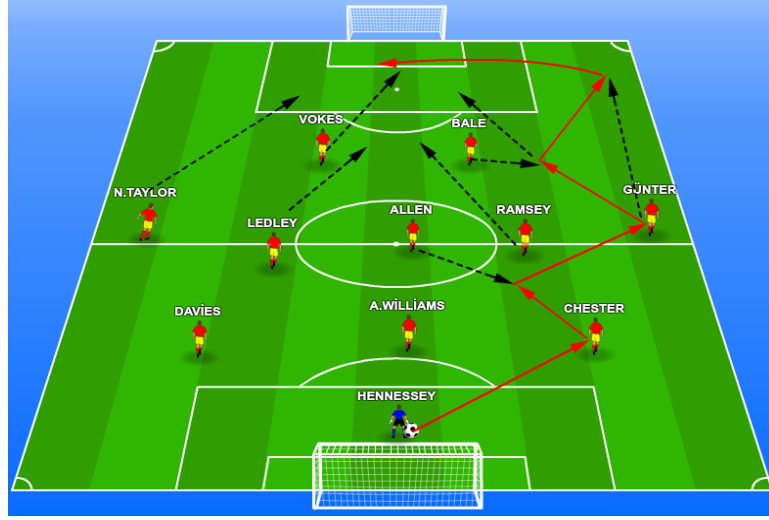 VOKES
BALE
N.TAYLOR
GÜNTER
LEDLEY
ALLEN
RAMSEY
DAVİES
A.WİLLİAMS
CHESTER
HENNESSEY